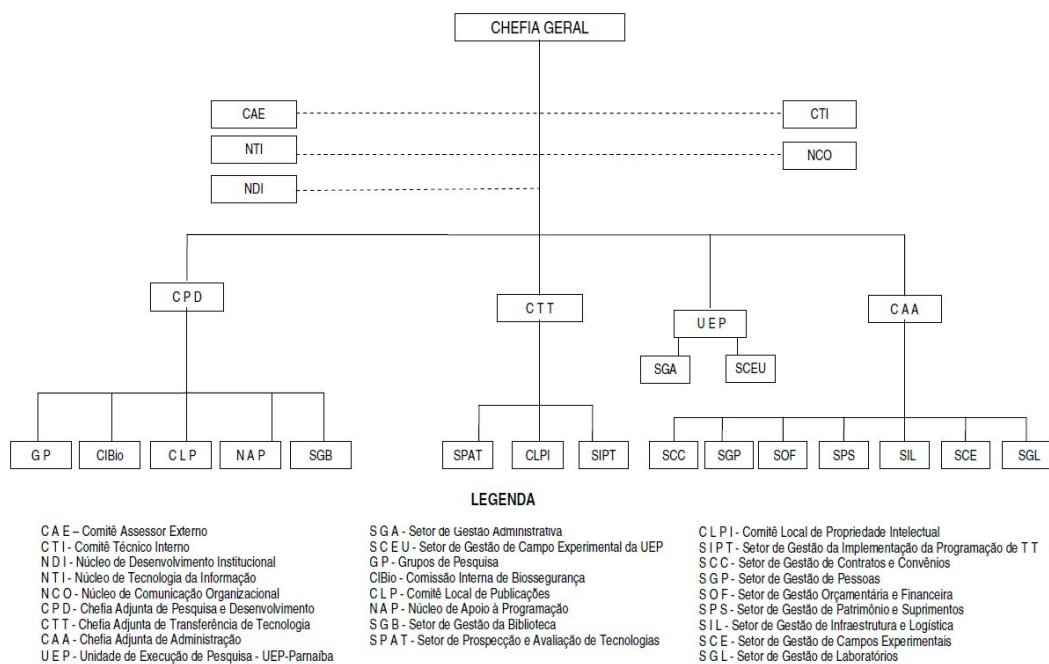 CHEFIA GERAL
CAE
CTI
NTI
NCO
NDI
C P D
C T T
U E P
C A A
SGA
SCEU
G P
CIBio
C L P
N A P
SGB
SPAT
CLPI
SIPT
SCC
SGP
SOF
SPS
SIL
SCE
SGL
LEGENDA
C A E – Comitê Assessor Externo
C T I - Comitê Técnico Interno
N D I - Núcleo de Desenvolvimento Institucional
N T I - Núcleo de Tecnologia da Informação
N C O - Núcleo de Comunicação Organizacional
C P D - Chefia Adjunta de Pesquisa e Desenvolvimento
C T T - Chefia Adjunta de Transferência de Tecnologia
C A A - Chefia Adjunta de Administração
U E P - Unidade de Execução de Pesquisa - UEP-Parnaíba
S G A - Setor de Gestão Administrativa
S C E U - Setor de Gestão de Campo Experimental da UEP
G P - Grupos de Pesquisa
CIBio - Comissão Interna de Biossegurança
C L P - Comitê Local de Publicações
N A P - Núcleo de Apoio à Programação
S G B - Setor de Gestão da Biblioteca
S P A T - Setor de Prospecção e Avaliação de Tecnologias
C L P I - Comitê Local de Propriedade Intelectual
S I P T - Setor de Gestão da Implementação da Programação de T T
S C C - Setor de Gestão de Contratos e Convênios
S G P - Setor de Gestão de Pessoas
S O F - Setor de Gestão Orçamentária e Financeira
S P S - Setor de Gestão de Patrimônio e Suprimentos
S I L - Setor de Gestão de Infraestrutura e Logística
S C E - Setor de Gestão de Campos Experimentais
S G L - Setor de Gestão de Laboratórios